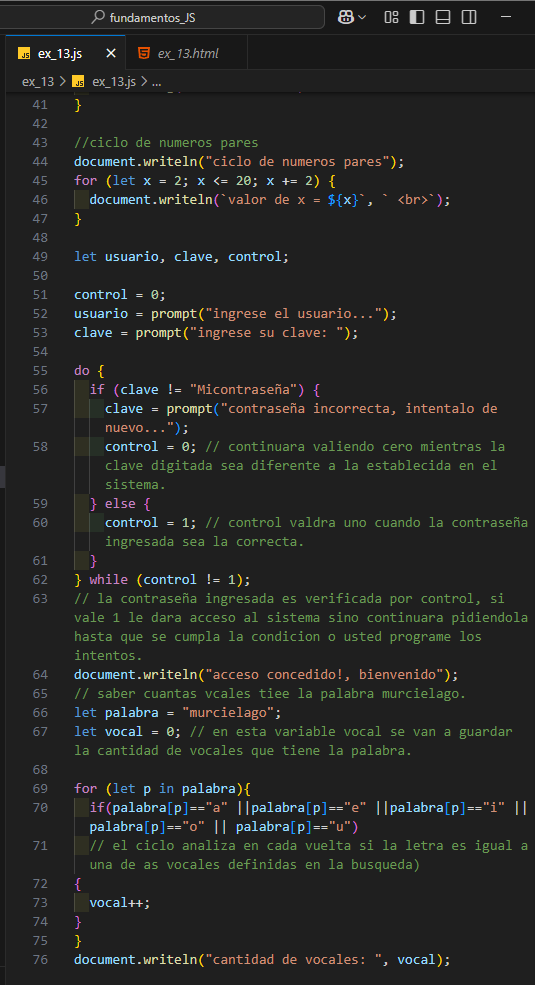 fundamentos_JS
JS ex_13.js × ex_13.html
ex_13 > JS ex_13.js > ...
41 }
42
43 //ciclo de numeros pares
44 document.writeln("ciclo de numeros pares");
45 for (let x = 2; x <= 20; x += 2) {
46 document.writeln(`valor de x = ${x}`, ` <br>`);
47 }
48
49 let usuario, clave, control;
50
51 control = 0;
52 usuario = prompt("ingrese el usuario...");
53 clave = prompt("ingrese su clave: ");
54
55 do {
56 if (clave != "Micontraseña") {
57 clave = prompt("contraseña incorrecta, intentalo de
nuevo...");
58 control = 0; // continuara valiendo cero mientras la
clave digitada sea diferente a la establecida en el
sistema.
59 } else {
60 control = 1; // control valdra uno cuando la contraseña
ingresada sea la correcta.
61 }
62 } while (control != 1);
63 // la contraseña ingresada es verificada por control, si
vale 1 le dara acceso al sistema sino continuara pidiendola
hasta que se cumpla la condicion o usted programe los
intentos.
64 document.writeln("acceso concedido!, bienvenido");
65 // saber cuantas vcales tiee la palabra murcielago.
66 let palabra = "murcielago";
67 let vocal = 0; // en esta variable vocal se van a guardar
la cantidad de vocales que tiene la palabra.
68
69 for (let p in palabra){
70 if(palabra[p]=="a" ||palabra[p]=="e" ||palabra[p]=="i" ||
palabra[p]=="o" || palabra[p]=="u")
71 // el ciclo analiza en cada vuelta si la letra es igual a
una de as vocales definidas en la busqueda)
72 {
73 vocal++;
74 }
75 }
76 document.writeln("cantidad de vocales: ", vocal);